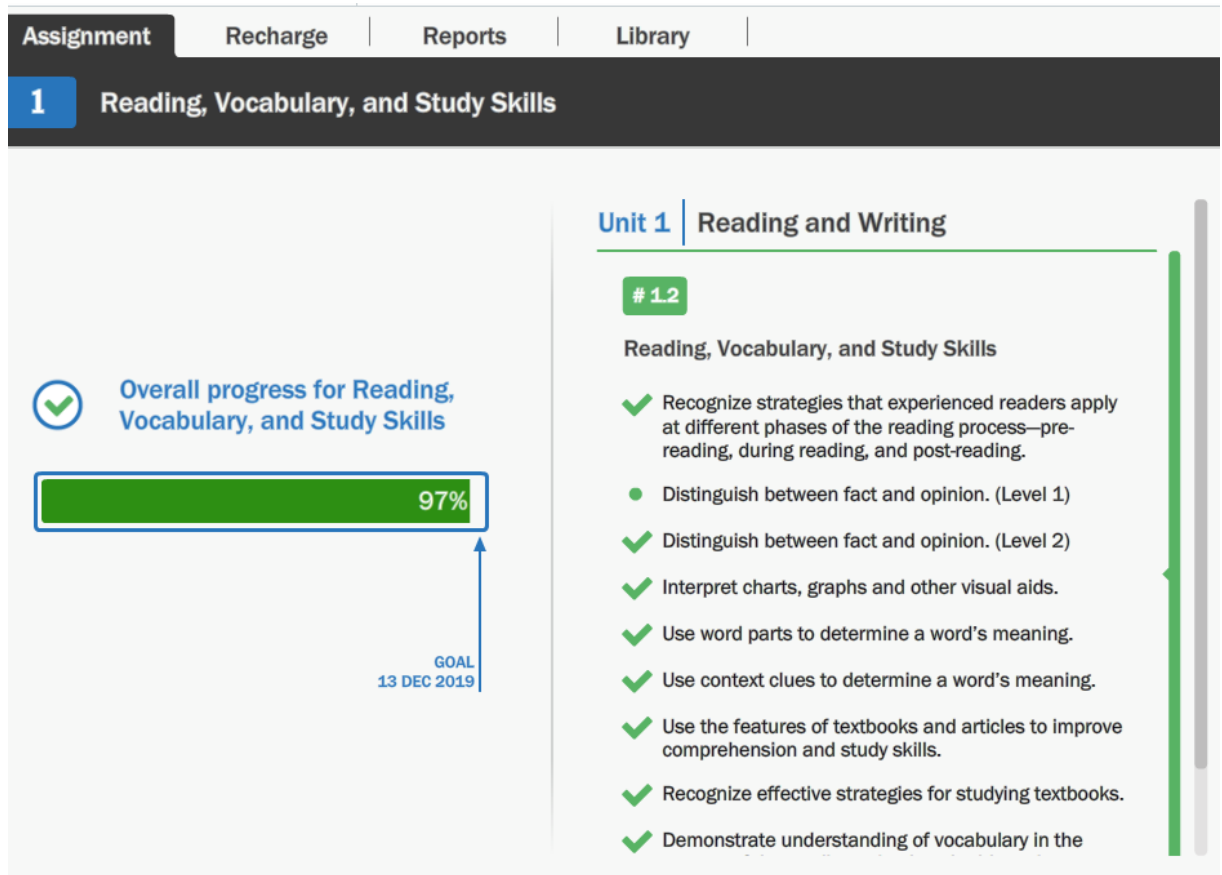 Assignment Recharge Reports Library
1 Reading, Vocabulary, and Study Skills
Overall progress for Reading,
Vocabulary, and Study Skills
97%
GOAL
13 DEC 2019
Unit 1 Reading and Writing
# 1.2
Reading, Vocabulary, and Study Skills
Recognize strategies that experienced readers apply
at different phases of the reading process—pre-
reading, during reading, and post-reading.
Distinguish between fact and opinion. (Level 1)
Distinguish between fact and opinion. (Level 2)
Interpret charts, graphs and other visual aids.
Use word parts to determine a word’s meaning.
Use context clues to determine a word’s meaning.
Use the features of textbooks and articles to improve
comprehension and study skills.
Recognize effective strategies for studying textbooks.
Demonstrate understanding of vocabulary in the